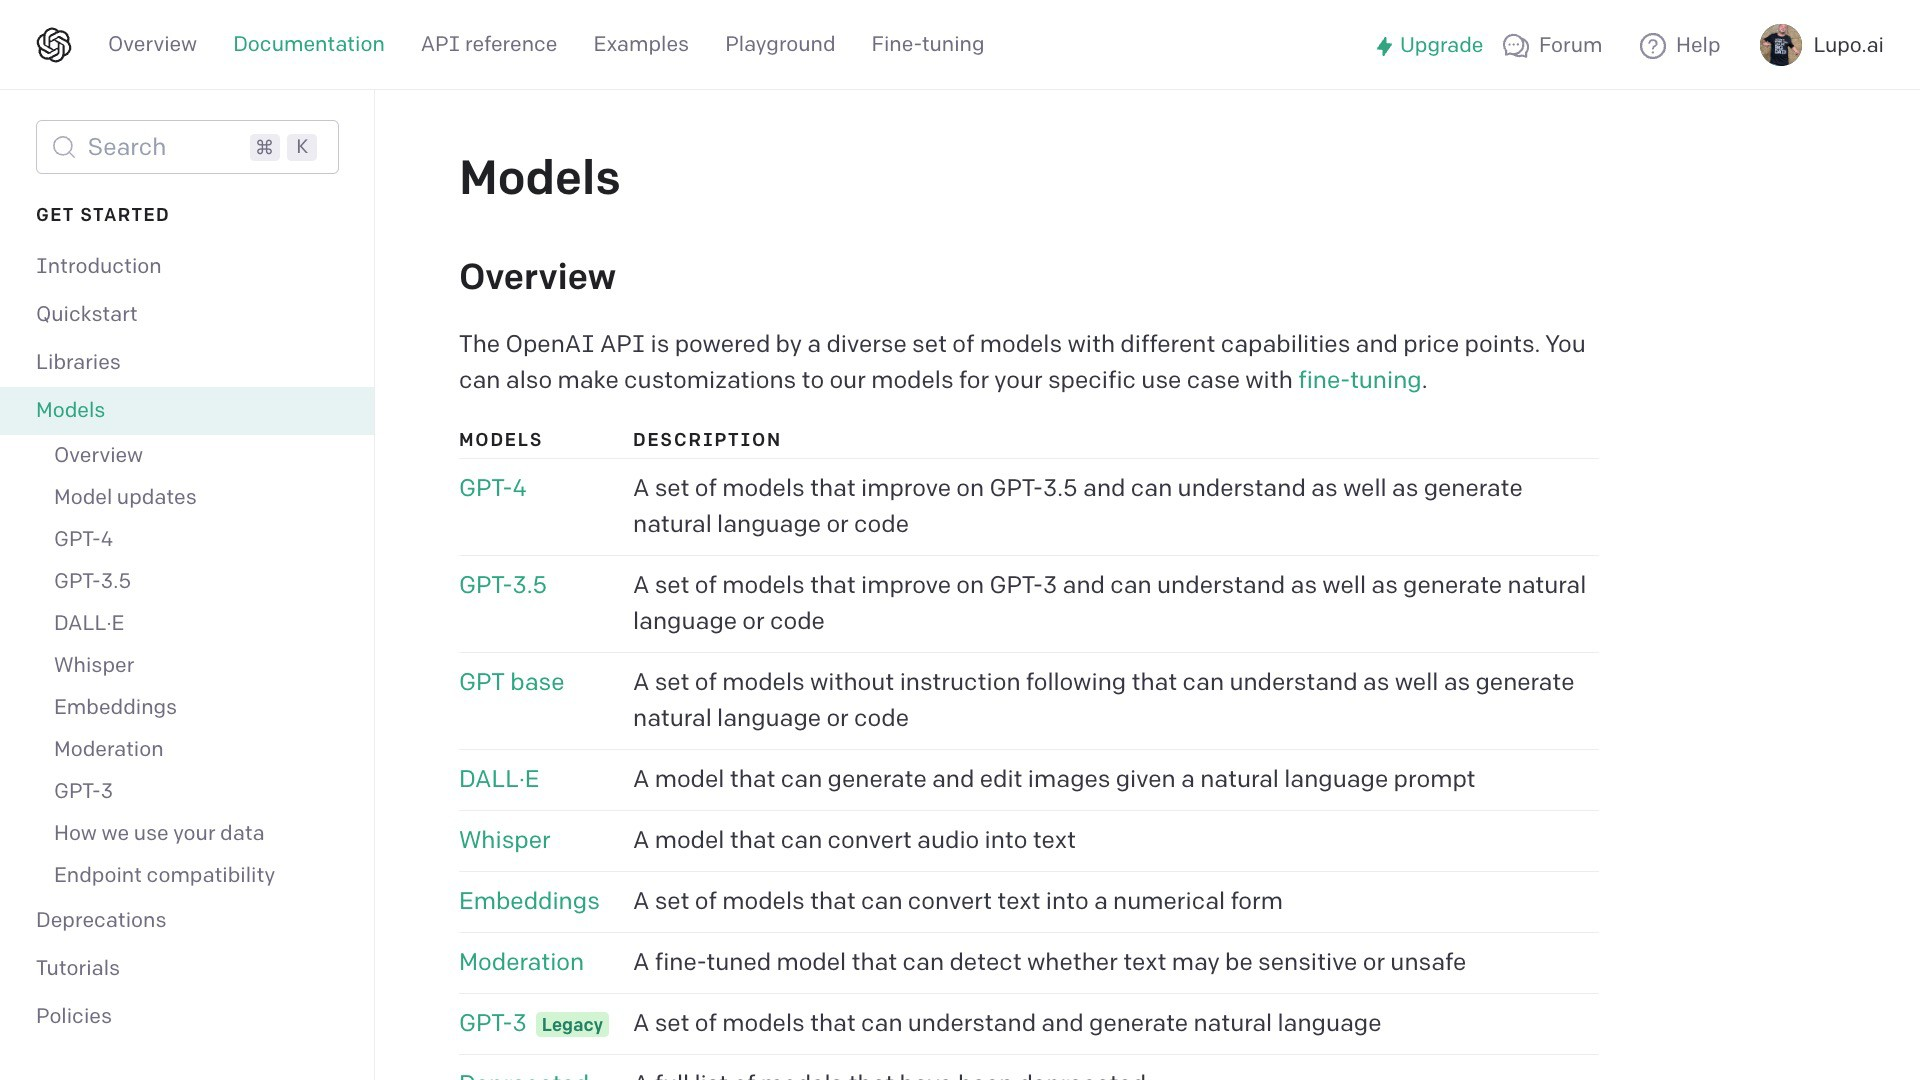 Overview Documentation API reference Examples Playground Fine-tuning Upgrade Forum Help Lupo.ai
Search ⌘ K
GET STARTED
Introduction
Quickstart
Libraries
Models
Overview
Model updates
GPT-4
GPT-3.5
DALL·E
Whisper
Embeddings
Moderation
GPT-3
How we use your data
Endpoint compatibility
Deprecations
Tutorials
Policies
Models
Overview
The OpenAI API is powered by a diverse set of models with different capabilities and price points. You
can also make customizations to our models for your specific use case with fine-tuning.
MODELS DESCRIPTION
GPT-4 A set of models that improve on GPT-3.5 and can understand as well as generate
natural language or code
GPT-3.5 A set of models that improve on GPT-3 and can understand as well as generate natural
language or code
GPT base A set of models without instruction following that can understand as well as generate
natural language or code
DALL·E A model that can generate and edit images given a natural language prompt
Whisper A model that can convert audio into text
Embeddings A set of models that can convert text into a numerical form
Moderation A fine-tuned model that can detect whether text may be sensitive or unsafe
GPT-3 Legacy A set of models that can understand and generate natural language
Deprecated A full list of models that have been deprecated